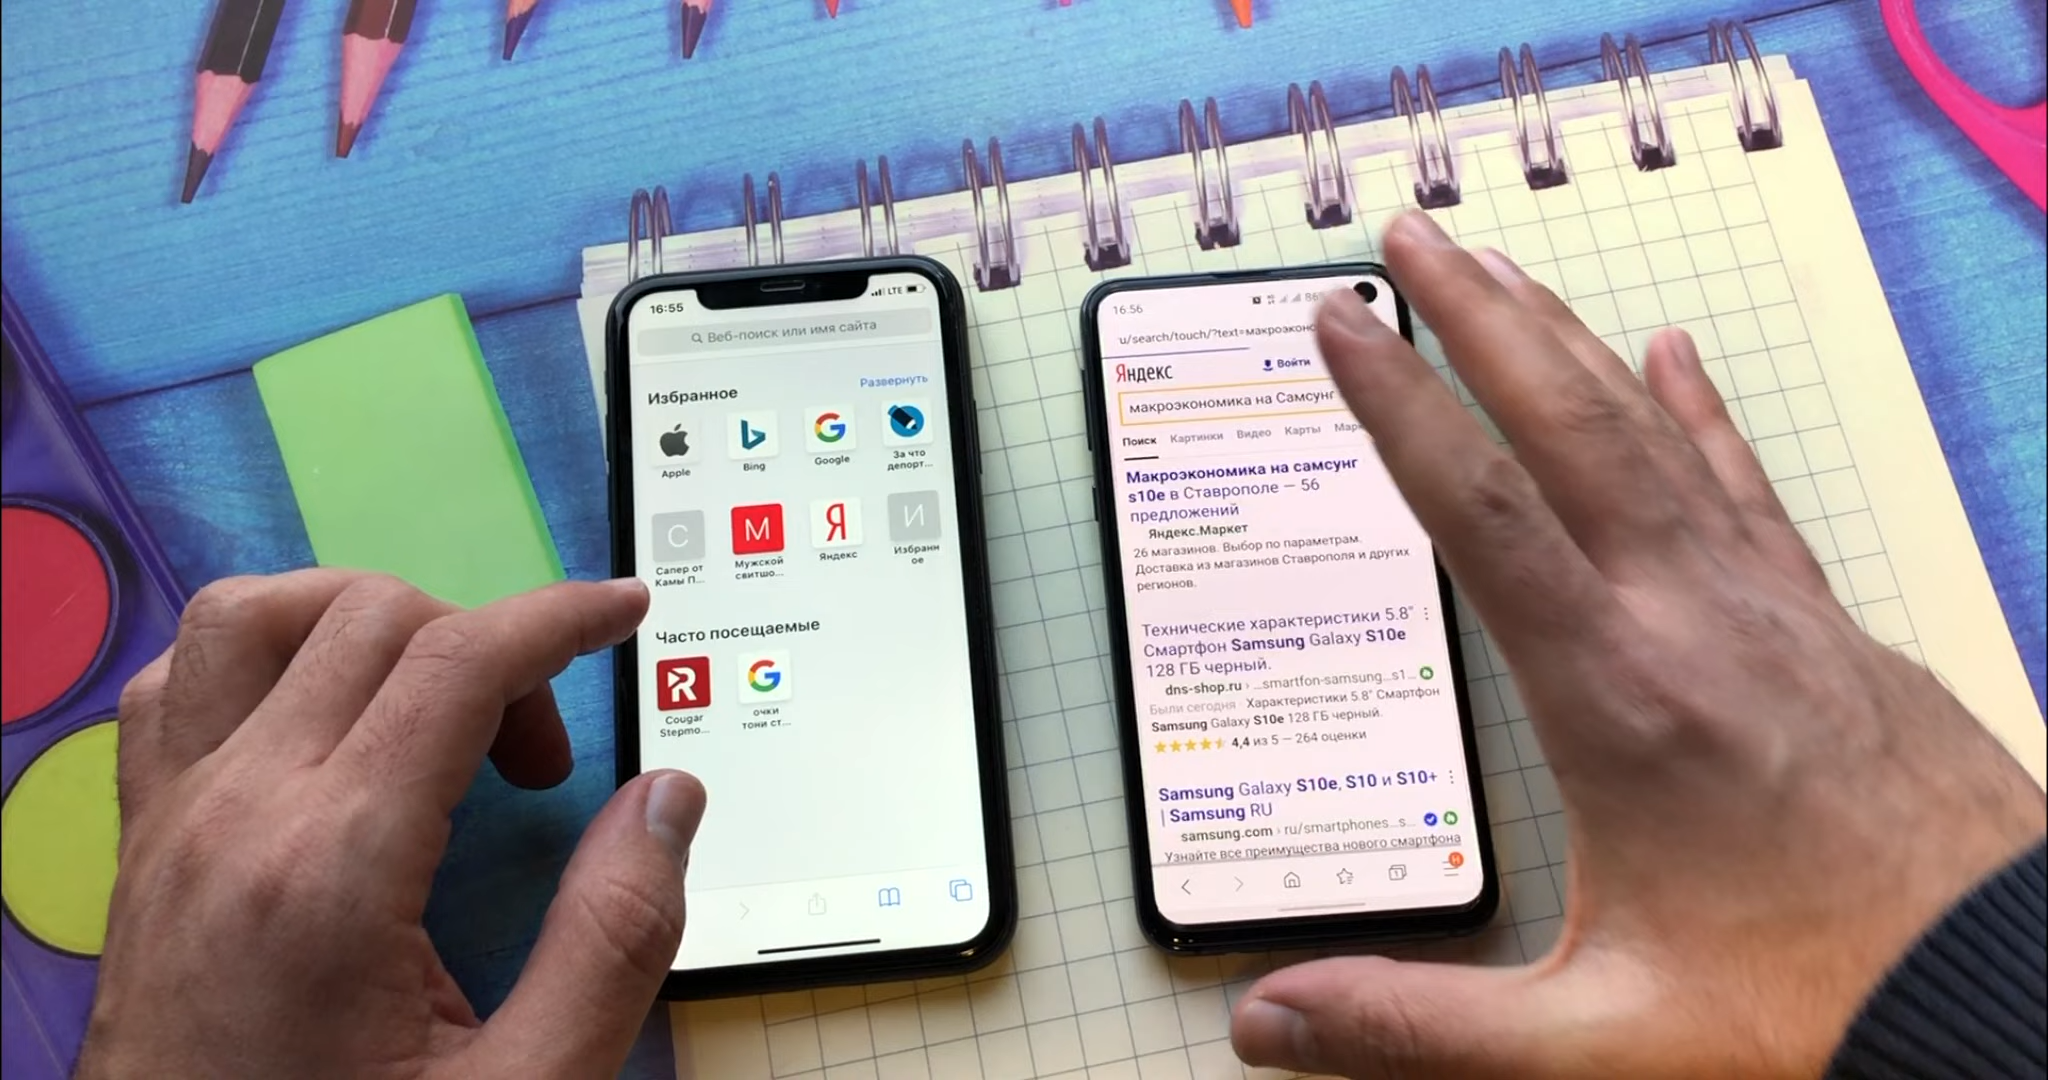 16:55
LTE
Веб-поиск или имя сайта
Избранное
Развернуть
Apple
Bing
Google
За что
депорт...
С
М
Я
И
Сапер от
Камы П...
Мужской
свитшо...
Яндекс
Избранн
ое
Часто посещаемые
R
Cougar
Stepmo...
очки
тони ст...
16:56
u/search/touch/?text=макроэконо
Яндекс
Войти
макроэкономика на Самсунг
Поиск
Картинки
Видео
Карты
Макроэкономика на самсунг
s10e в Ставрополе — 56
предложений
Яндекс.Маркет
26 магазинов. Выбор по параметрам.
Доставка из магазинов Ставрополя и других
регионов.
Технические характеристики 5.8"
Смартфон Samsung Galaxy S10e
128 ГБ черный.
dns-shop.ru › ...smartfon-samsung...s1...
Были сегодня · Характеристики 5.8" Смартфон
Samsung Galaxy S10e 128 ГБ черный.
4,4 из 5 — 264 оценки
Samsung Galaxy S10e, S10 и S10+
| Samsung RU
samsung.com › ru/smartphones...s...
Узнайте все преимущества нового смартфона
1